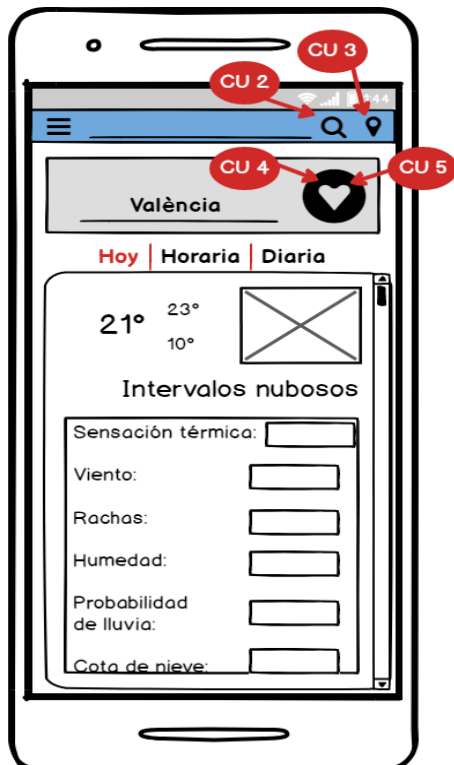 CU 3
CU 2
CU 4
CU 5
València
Hoy Horaria Diaria
21° 23°
10°
Intervalos nubosos
Sensación térmica:
Viento:
Rachas:
Humedad:
Probabilidad
de lluvia:
Cota de nieve: